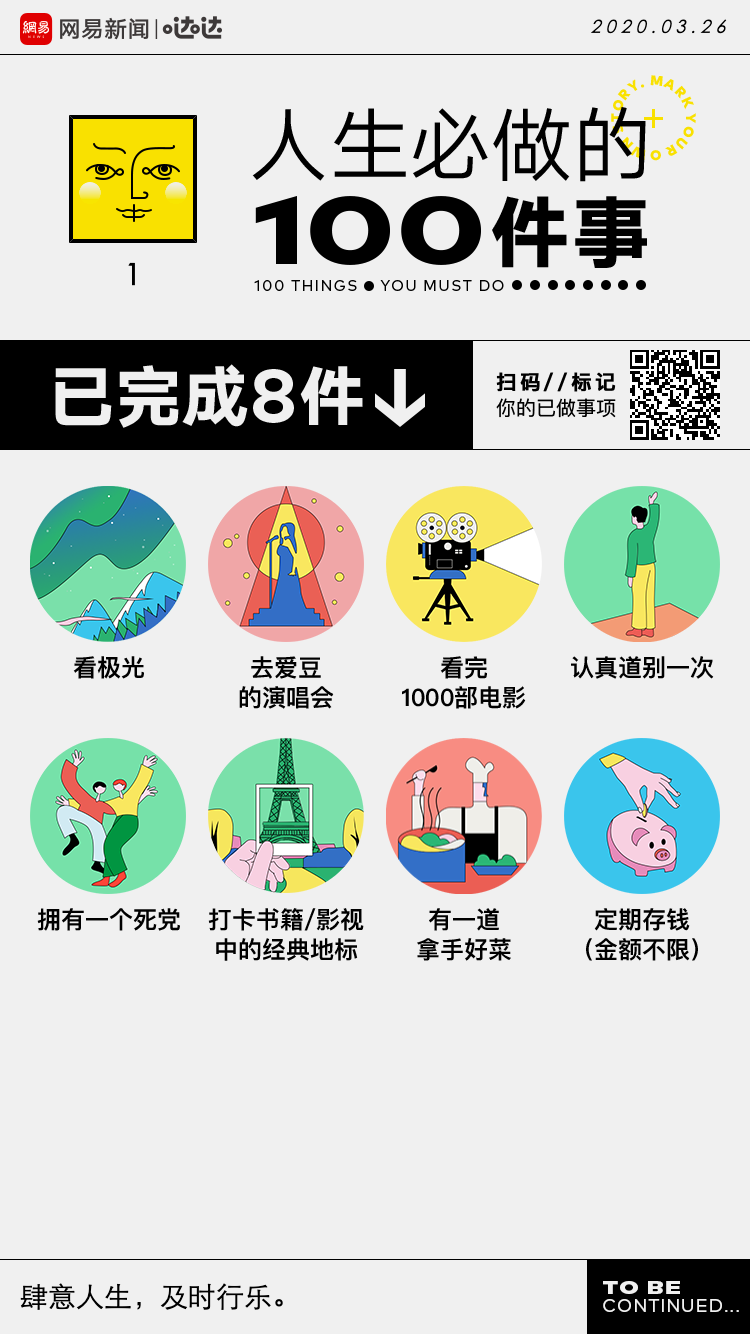 網易
NEWS
网易新闻|哒哒
2020.03.26
MARK YOUR OWN STORY.
人生必做的
100件事
1
100 THINGS ● YOU MUST DO ●●●●●●●●
已完成8件↓
扫码//标记
你的已做事项
看极光
去爱豆
的演唱会
看完
1000部电影
认真道别一次
拥有一个死党
打卡书籍/影视
中的经典地标
有一道
拿手好菜
定期存钱
(金额不限)
肆意人生，及时行乐。
TO BE
CONTINUED...